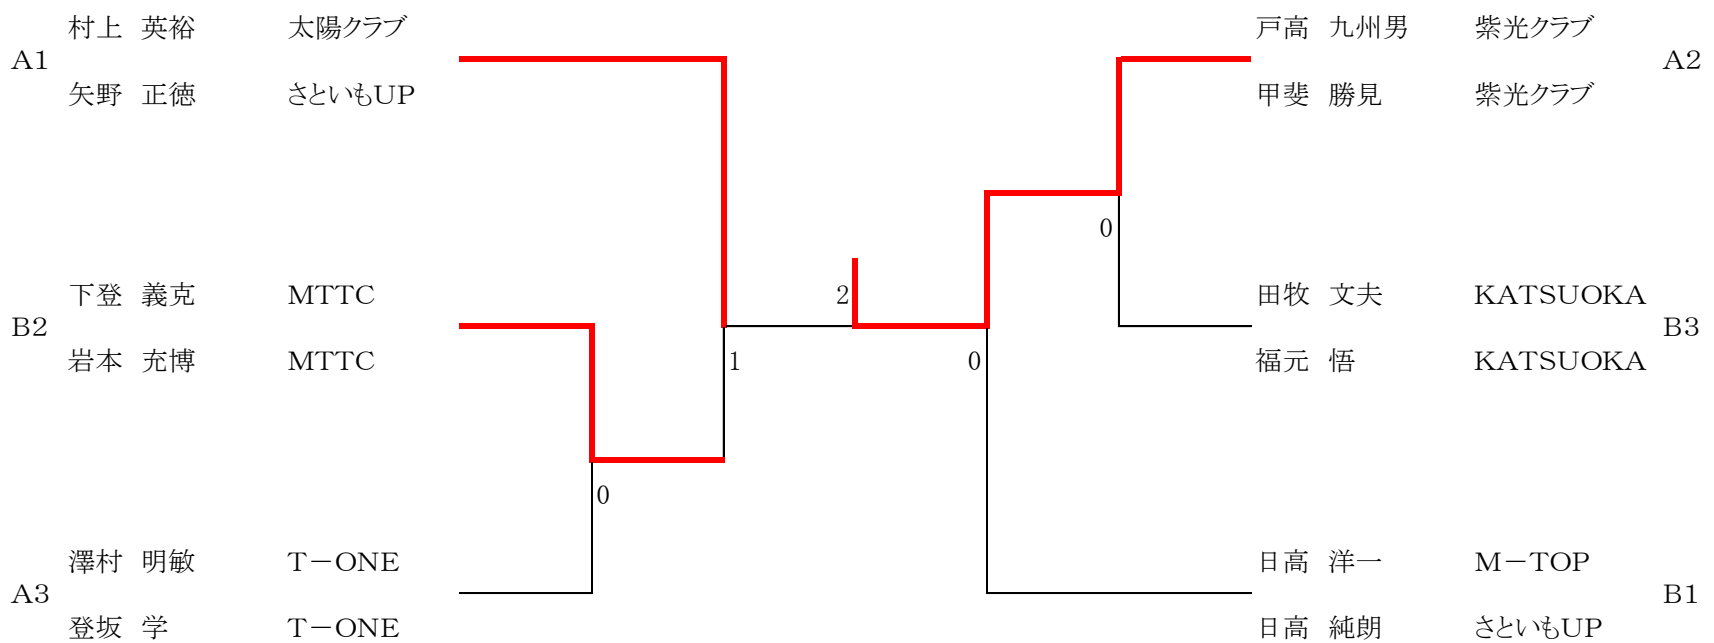 村上 英裕 太陽クラブ
A1
矢野 正徳 さといもUP
下登 義克 MTTC
B2
岩本 充博 MTTC
澤村 明敏 T－ONE
A3
登坂 学 T－ONE
0
1
2
0
0
戸高 九州男 紫光クラブ
A2
甲斐 勝見 紫光クラブ
田牧 文夫 KATSUOKA
B3
福元 悟 KATSUOKA
日高 洋一 M－TOP
B1
日高 純朗 さといもUP